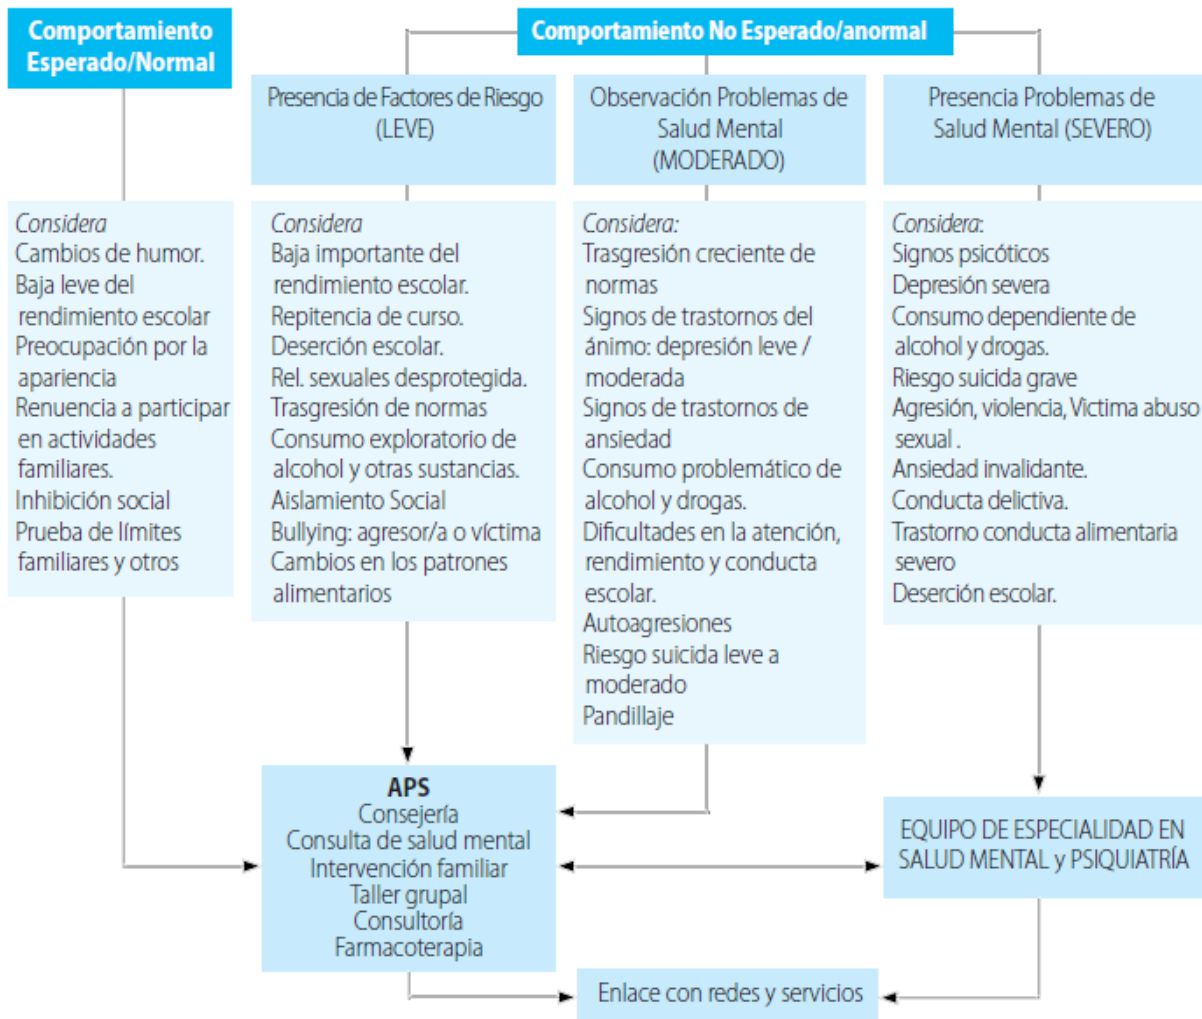 Comportamiento
Esperado/Normal
Comportamiento No Esperado/anormal
Presencia de Factores de Riesgo
(LEVE)
Observación Problemas de
Salud Mental
(MODERADO)
Presencia Problemas de
Salud Mental (SEVERO)
Considera
Cambios de humor.
Baja leve del
rendimiento escolar
Preocupación por la
apariencia
Renuencia a participar
en actividades
familiares.
Inhibición social
Prueba de límites
familiares y otros
Considera
Baja importante del
rendimiento escolar.
Repitencia de curso.
Deserción escolar.
Rel. sexuales desprotegida.
Trasgresión de normas
Consumo exploratorio de
alcohol y otras sustancias.
Aislamiento Social
Bullying: agresor/a o víctima
Cambios en los patrones
alimentarios
Considera:
Trasgresión creciente de
normas
Signos de trastornos del
ánimo: depresión leve /
moderada
Signos de trastornos de
ansiedad
Consumo problemático de
alcohol y drogas.
Dificultades en la atención,
rendimiento y conducta
escolar.
Autoagresiones
Riesgo suicida leve a
moderado
Pandillaje
Considera:
Signos psicóticos
Depresión severa
Consumo dependiente de
alcohol y drogas.
Riesgo suicida grave
Agresión, violencia, Victima abuso
sexual .
Ansiedad invalidante.
Conducta delictiva.
Trastorno conducta alimentaria
severo
Deserción escolar.
APS
Consejería
Consulta de salud mental
Intervención familiar
Taller grupal
Consultoría
Farmacoterapia
EQUIPO DE ESPECIALIDAD EN
SALUD MENTAL y PSIQUIATRÍA
Enlace con redes y servicios